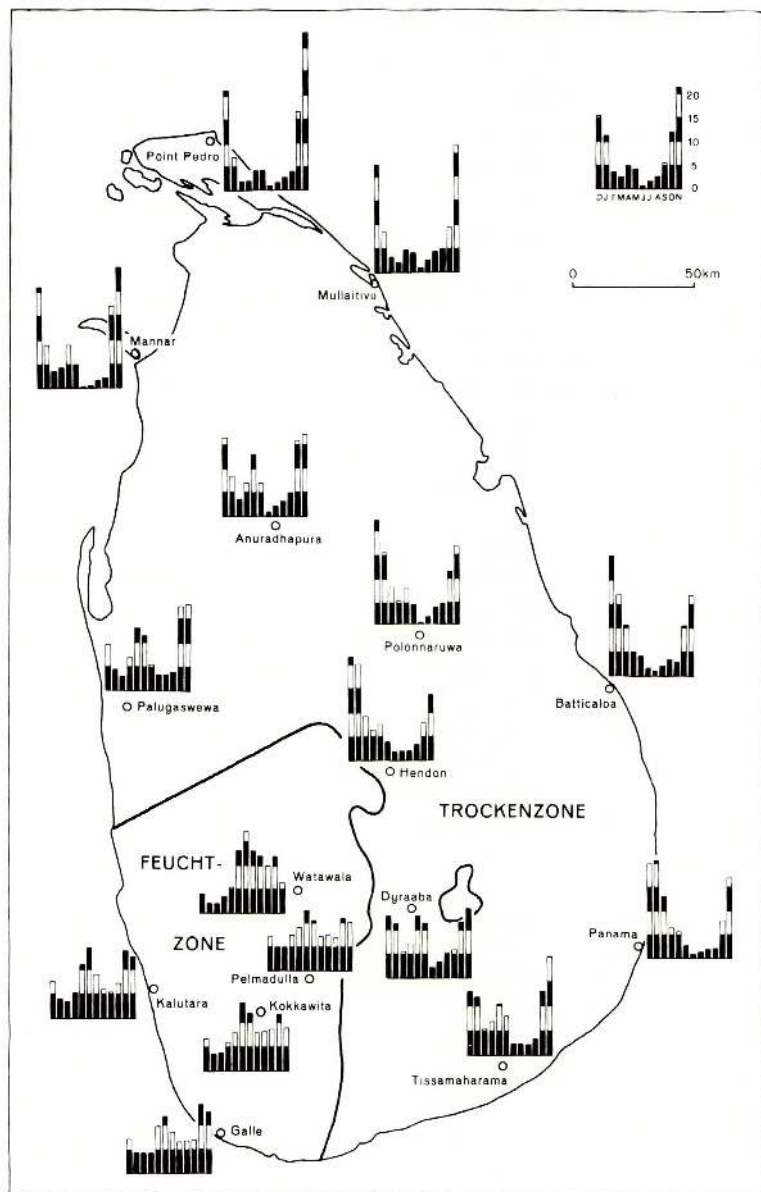 Point Pedro
20
15
10
5
0
DJFMAMJJASON
0 50km
Mullaitivu
Mannar
Anuradhapura
Polonnaruwa
Batticaloa
Palugaswewa
Hendon
TROCKENZONE
FEUCHT-
Watawala
Dyraaba
ZONE
Panama
Pelmadulla
Kalutara
Kokkawita
Tissamaharama
Galle